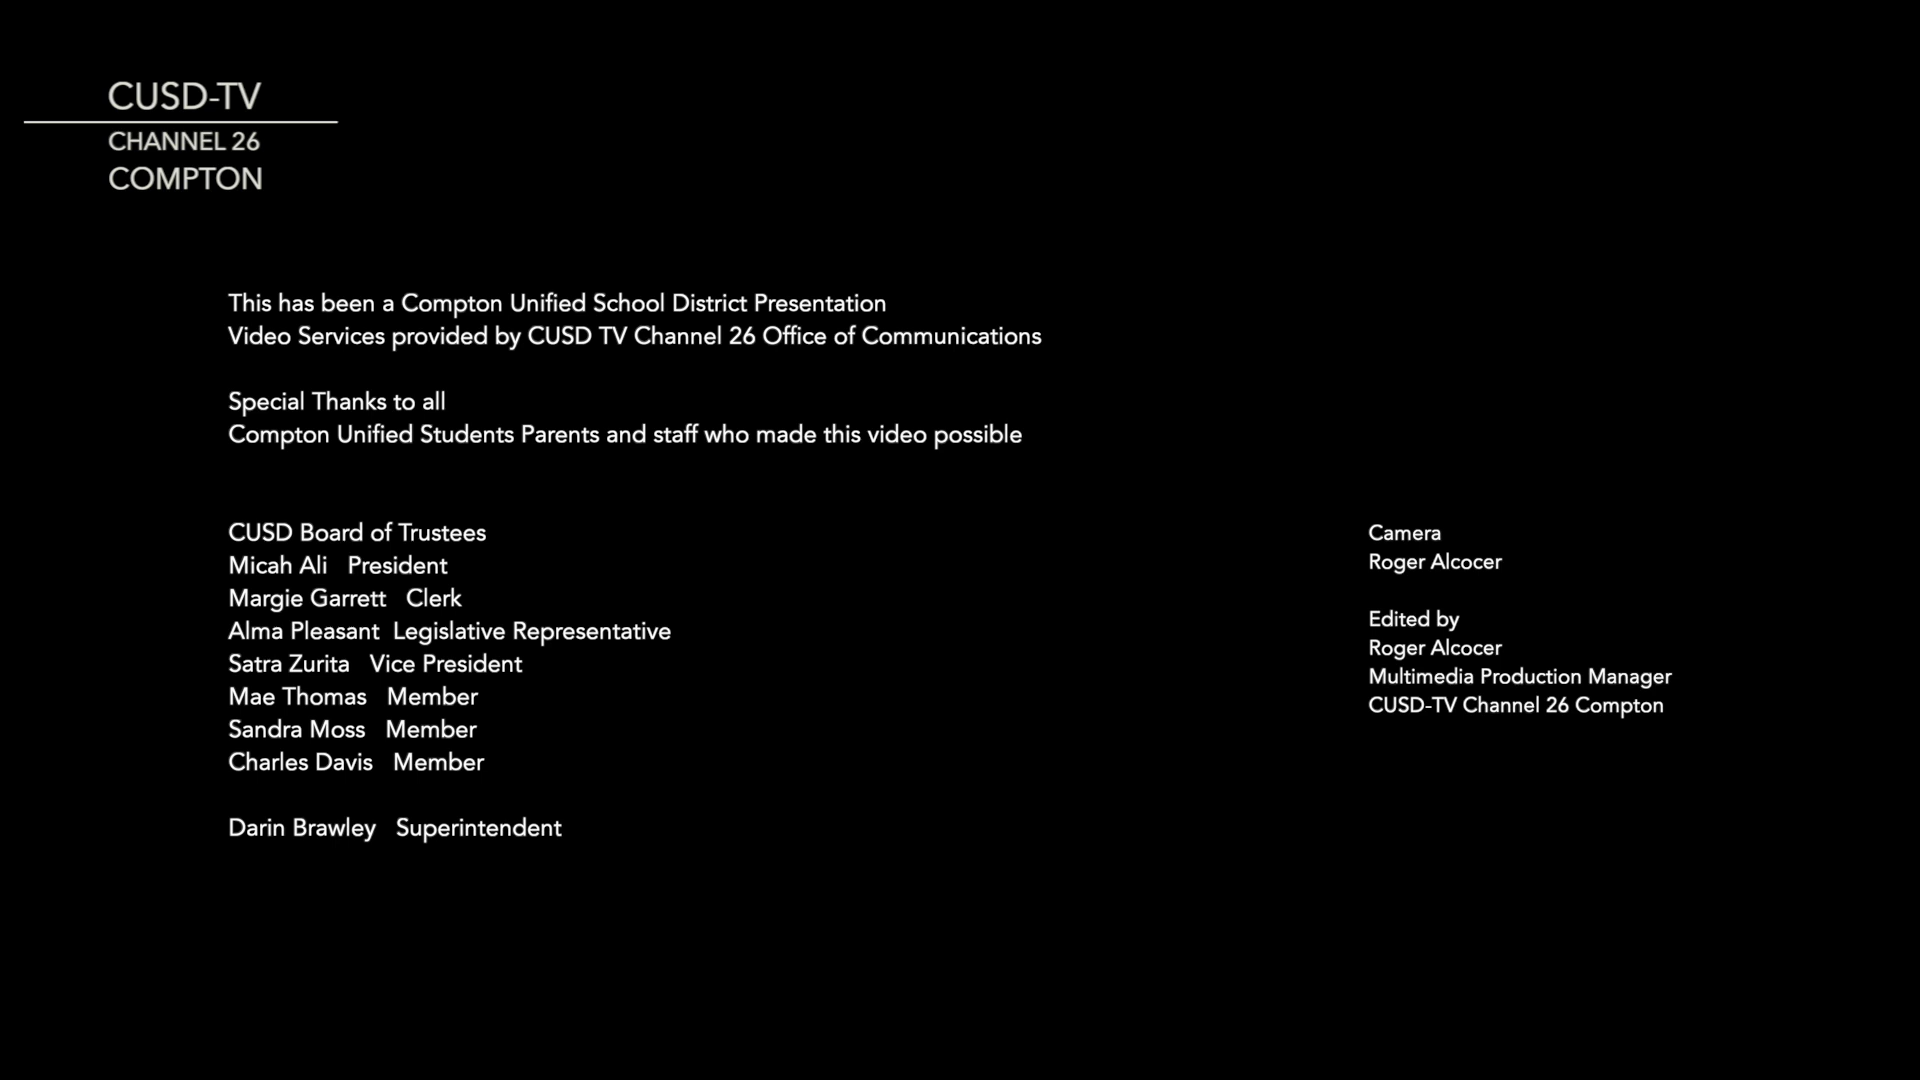 CUSD-TV
CHANNEL 26
COMPTON
This has been a Compton Unified School District Presentation
Video Services provided by CUSD TV Channel 26 Office of Communications
Special Thanks to all
Compton Unified Students Parents and staff who made this video possible
CUSD Board of Trustees
Micah Ali   President
Margie Garrett   Clerk
Alma Pleasant  Legislative Representative
Satra Zurita   Vice President
Mae Thomas   Member
Sandra Moss   Member
Charles Davis   Member
Darin Brawley   Superintendent
Camera
Roger Alcocer
Edited by
Roger Alcocer
Multimedia Production Manager
CUSD-TV Channel 26 Compton